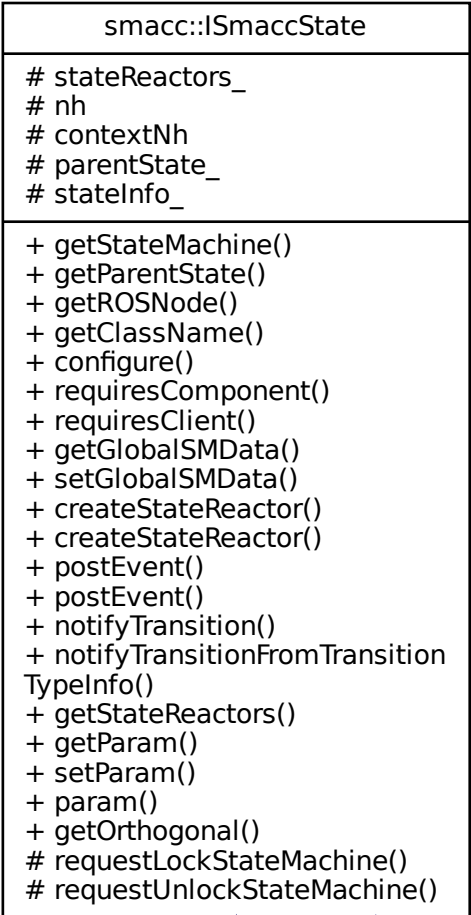 smacc::ISmaccState
# stateReactors_
# nh
# contextNh
# parentState_
# stateInfo_
+ getStateMachine()
+ getParentState()
+ getROSNode()
+ getClassName()
+ configure()
+ requiresComponent()
+ requiresClient()
+ getGlobalSMData()
+ setGlobalSMData()
+ createStateReactor()
+ createStateReactor()
+ postEvent()
+ postEvent()
+ notifyTransition()
+ notifyTransitionFromTransition
TypeInfo()
+ getStateReactors()
+ getParam()
+ setParam()
+ param()
+ getOrthogonal()
# requestLockStateMachine()
# requestUnlockStateMachine()